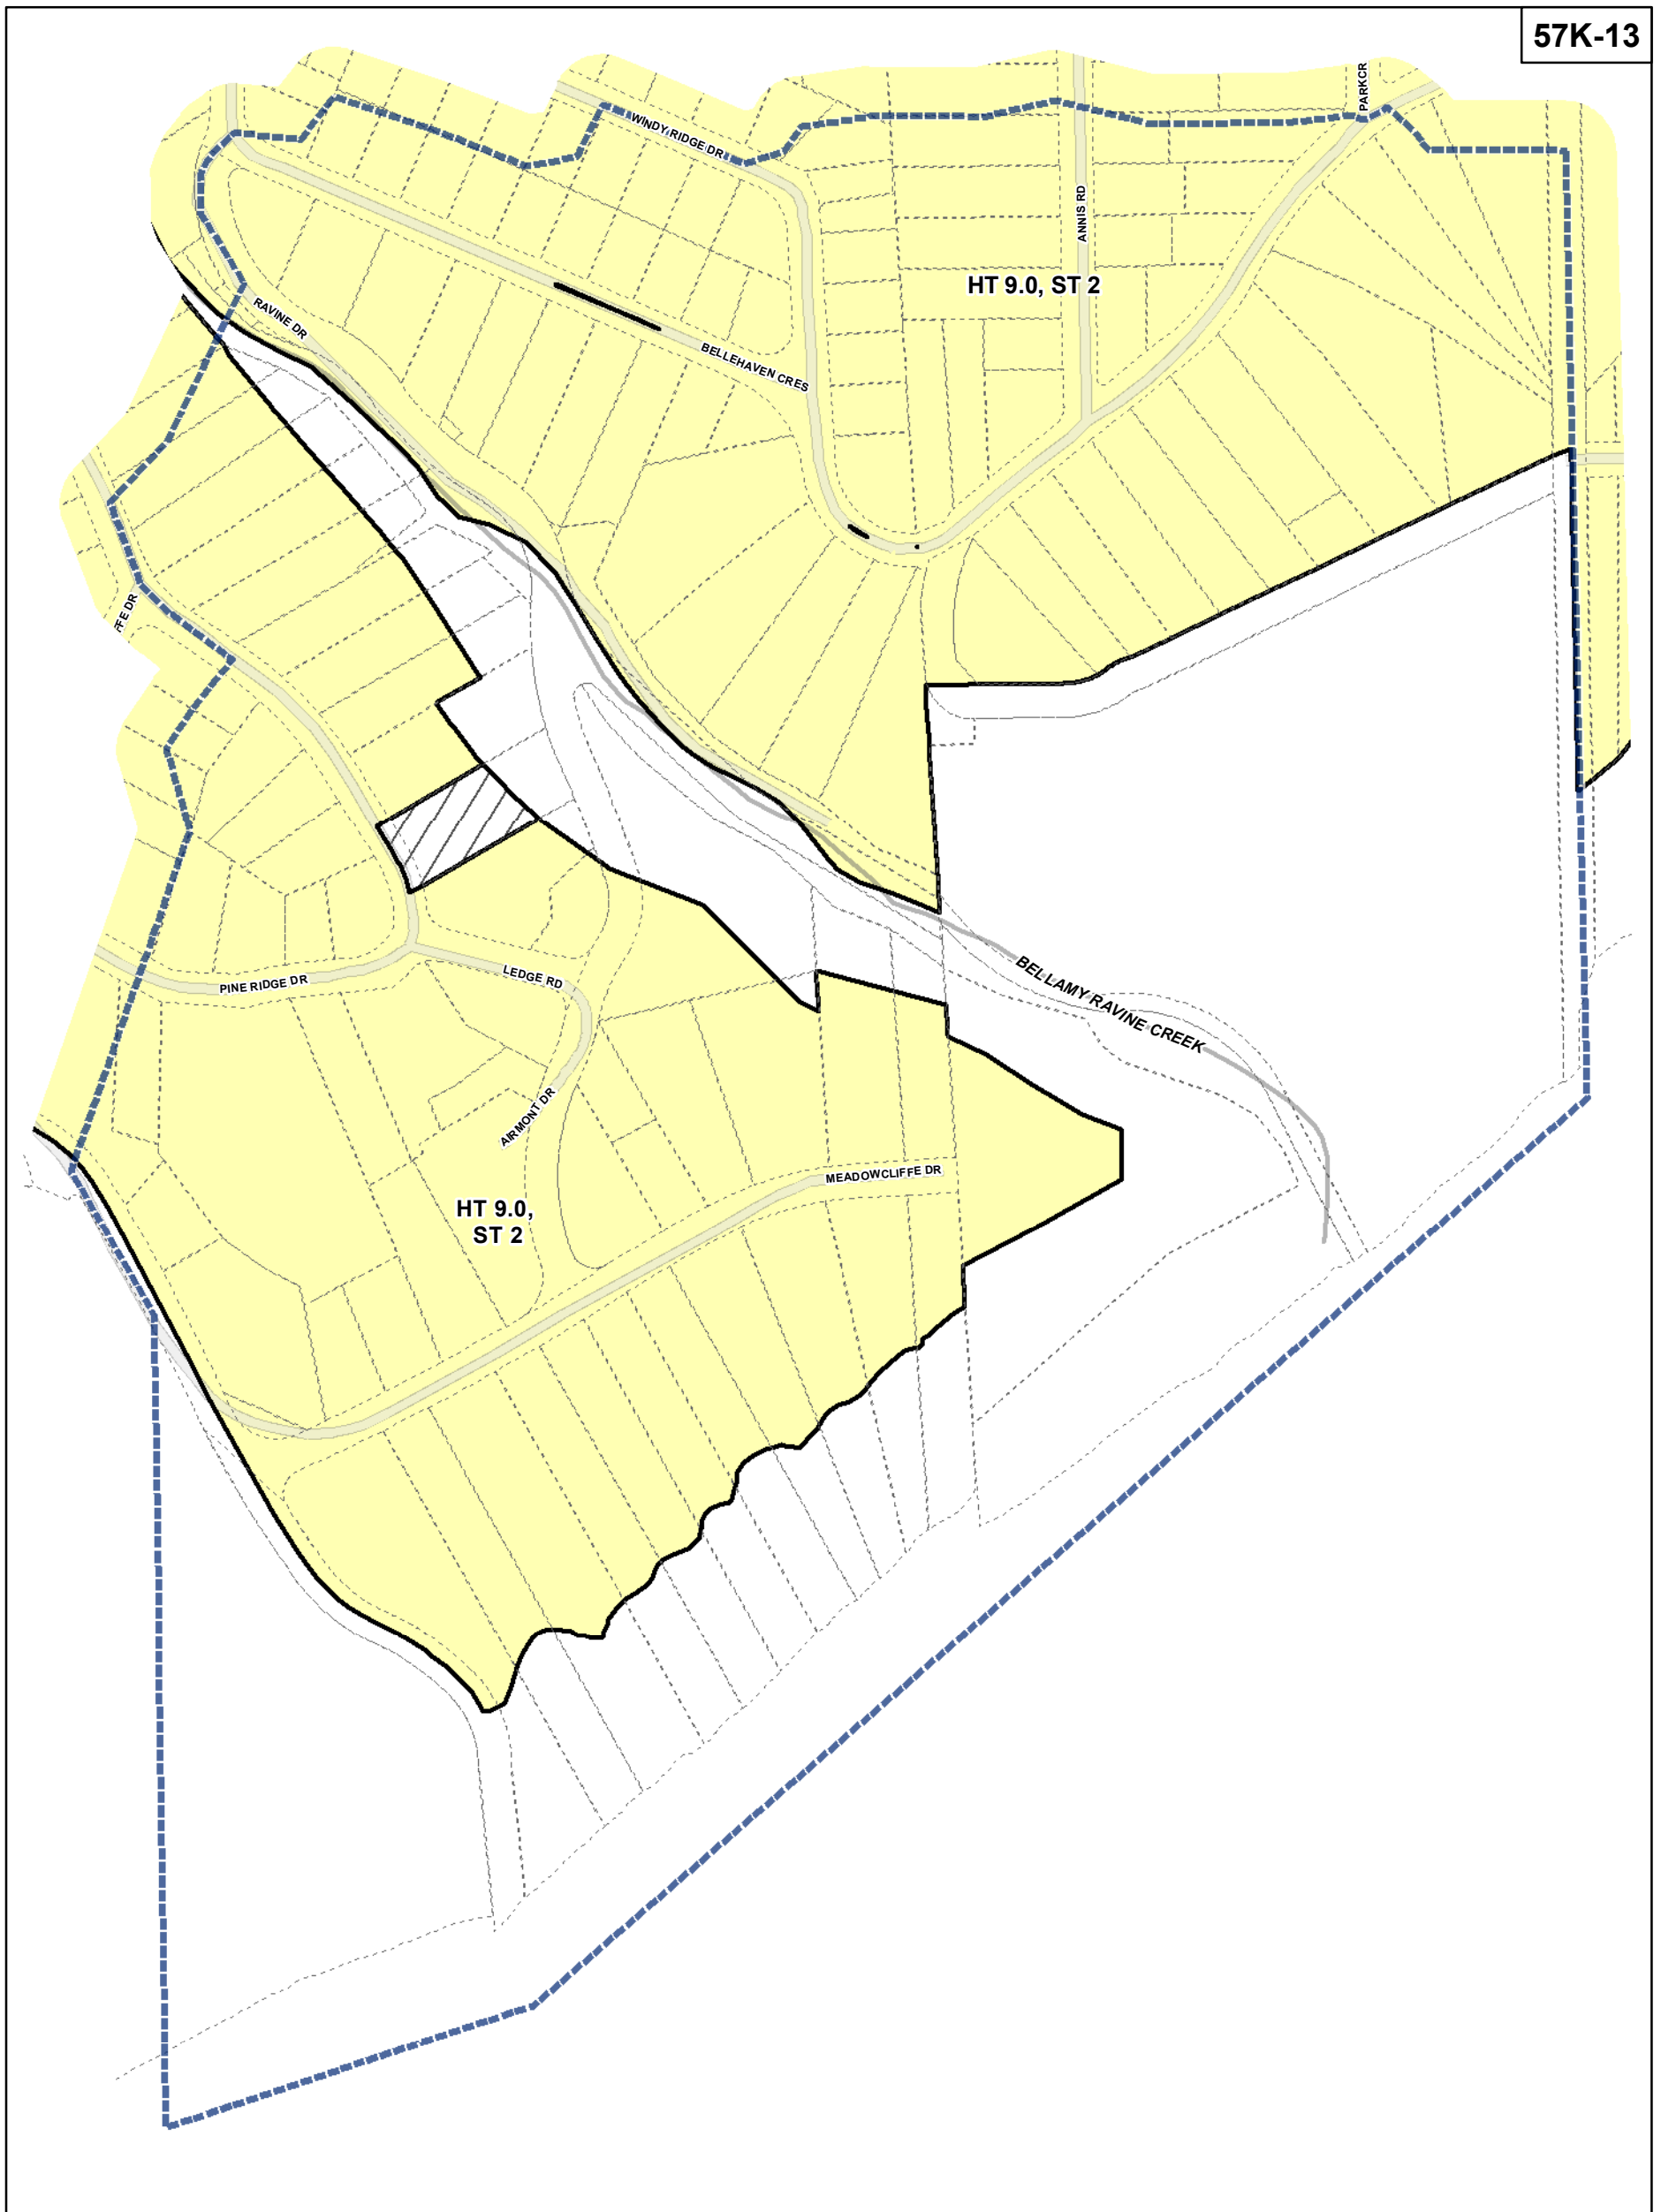 57K-13
PARKCR
WINDY RIDGE DR
ANNIS RD
HT 9.0, ST 2
RAVINE DR
BELLEHAVEN CRES
FFE DR
PINE RIDGE DR
LEDGE RD
BELLAMY RAVINE CREEK
AIRMONT DR
MEADOWCLIFFE DR
HT 9.0,
ST 2